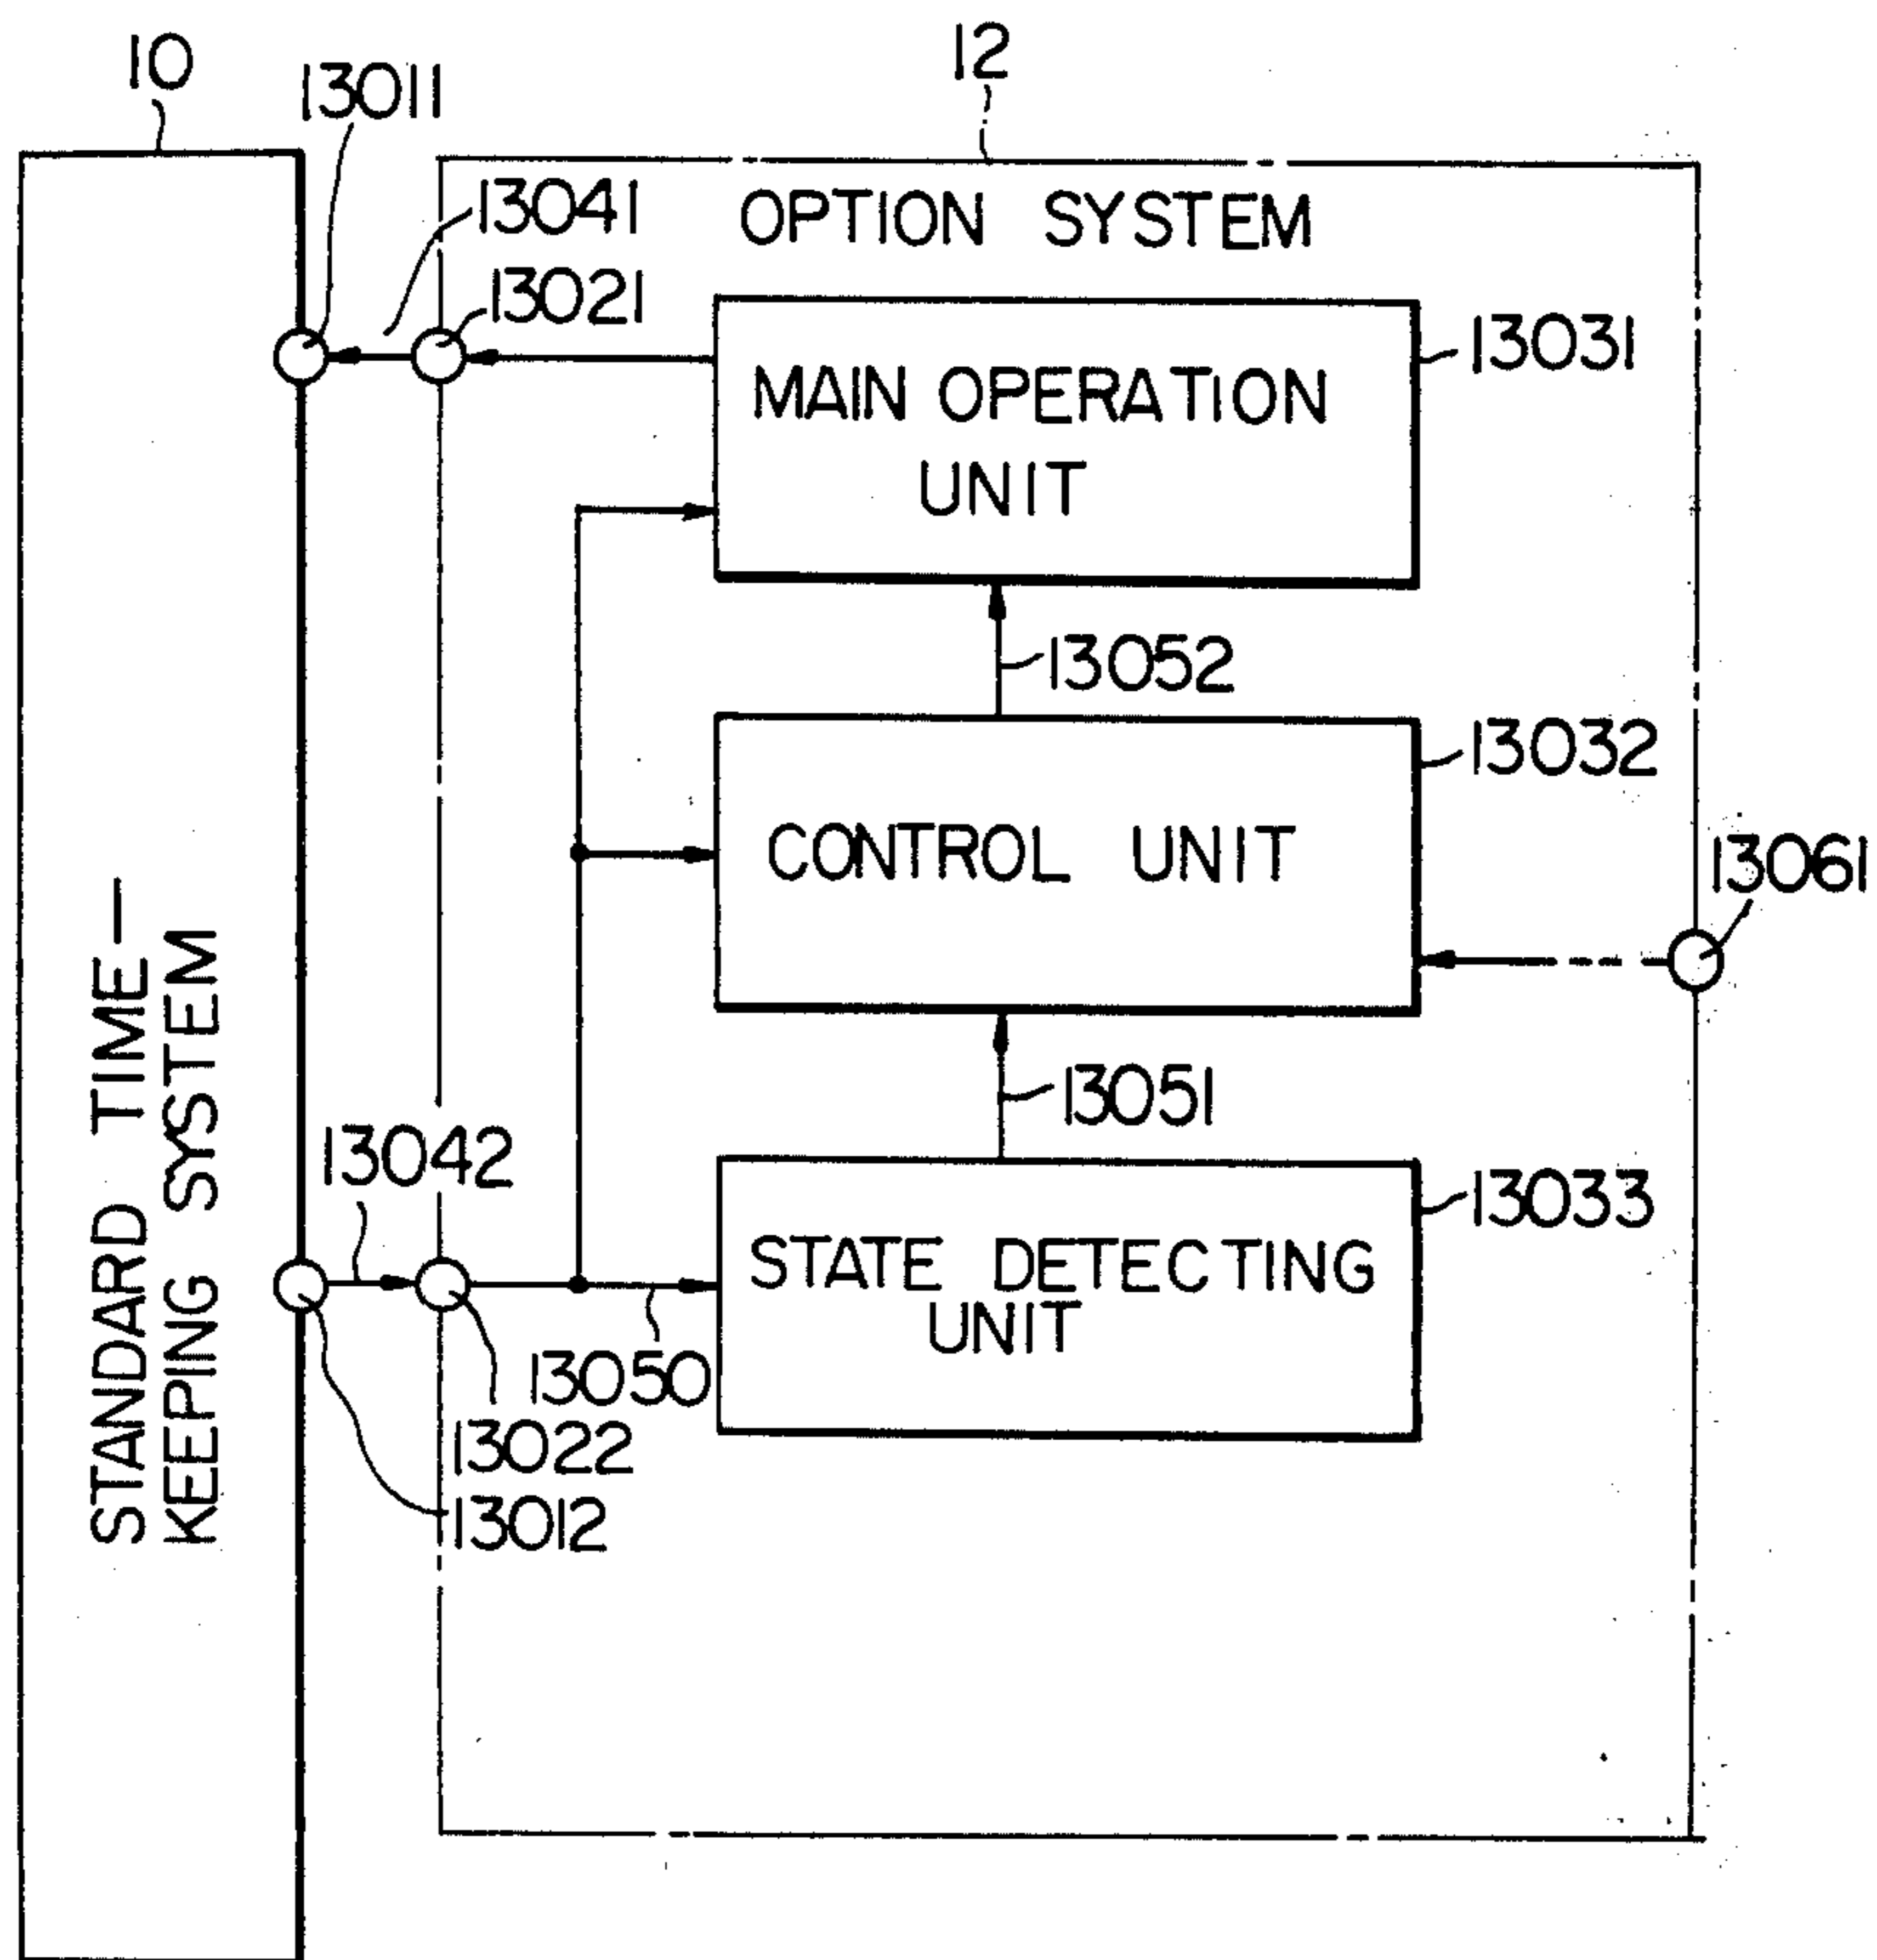 10
13011
12
13041
OPTION SYSTEM
13021
13031
MAIN OPERATION
UNIT
13052
13032
CONTROL UNIT
13061
STANDARD TIME—
KEEPING SYSTEM
13051
13042
13033
STATE DETECTING
UNIT
13050
13022
13012